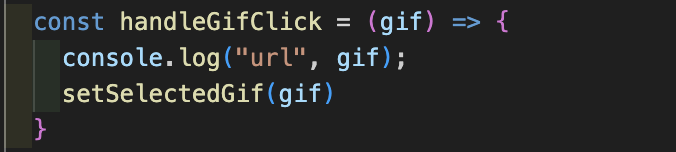 const handleGifClick = (gif) => {
console.log("url", gif);
setSelectedGif(gif)
}